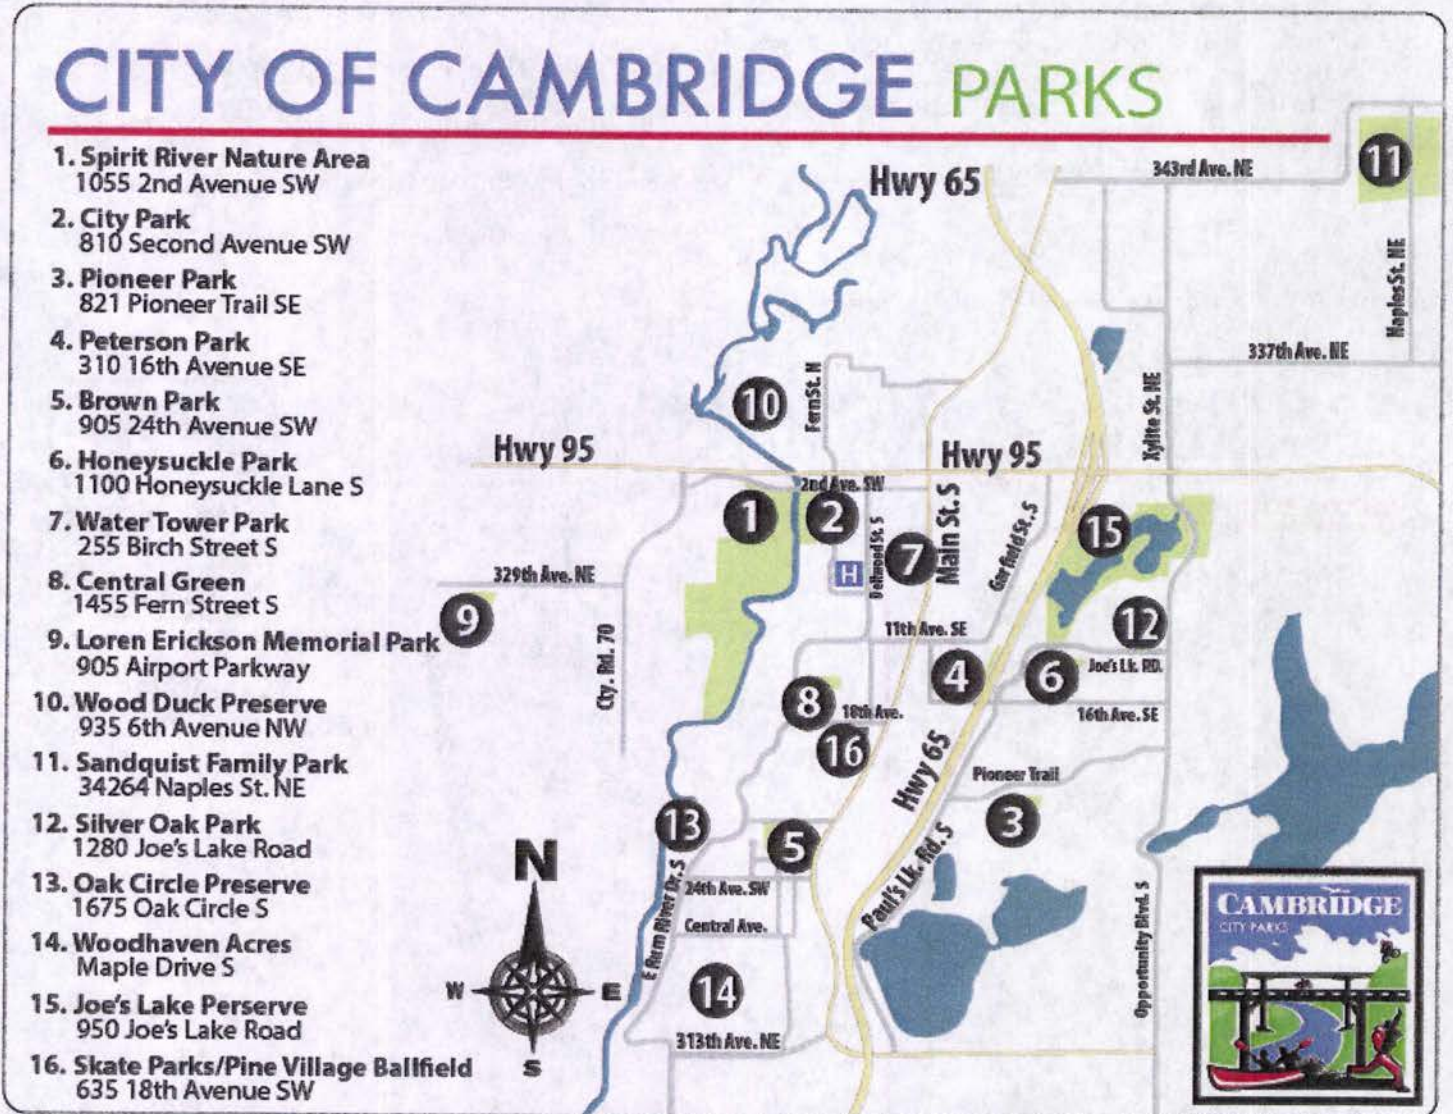 CITY OF CAMBRIDGE PARKS
1. Spirit River Nature Area
1055 2nd Avenue SW
2. City Park
810 Second Avenue SW
3. Pioneer Park
821 Pioneer Trail SE
4. Peterson Park
310 16th Avenue SE
5. Brown Park
905 24th Avenue SW
6. Honeysuckle Park
1100 Honeysuckle Lane S
7. Water Tower Park
255 Birch Street S
8. Central Green
1455 Fern Street S
9. Loren Erickson Memorial Park
905 Airport Parkway
10. Wood Duck Preserve
935 6th Avenue NW
11. Sandquist Family Park
34264 Naples St. NE
12. Silver Oak Park
1280 Joe's Lake Road
13. Oak Circle Preserve
1675 Oak Circle S
14. Woodhaven Acres
Maple Drive S
15. Joe's Lake Perserve
950 Joe's Lake Road
16. Skate Parks/Pine Village Ballfield
635 18th Avenue SW
Hwy 65
343rd Ave. NE
11
Naples St. NE
337th Ave. NE
10
Fern St. N
Xylite St. NE
Hwy 95
Hwy 95
2nd Ave. SW
1
2
Dellwood St. S
7
Main St. S
Garfield St. S
15
H
329th Ave. NE
9
Cty. Rd. 70
11th Ave. SE
12
4
6
Joe's Lk. RD.
8
18th Ave.
16th Ave. SE
16
Hwy 65
Pioneer Trail
13
5
3
Paul's Lk. Rd. S
24th Ave. SW
Central Ave.
E Rum River Dr. S
14
313th Ave. NE
Opportunity Blvd. S
N
W
E
S
CAMBRIDGE
CITY PARKS